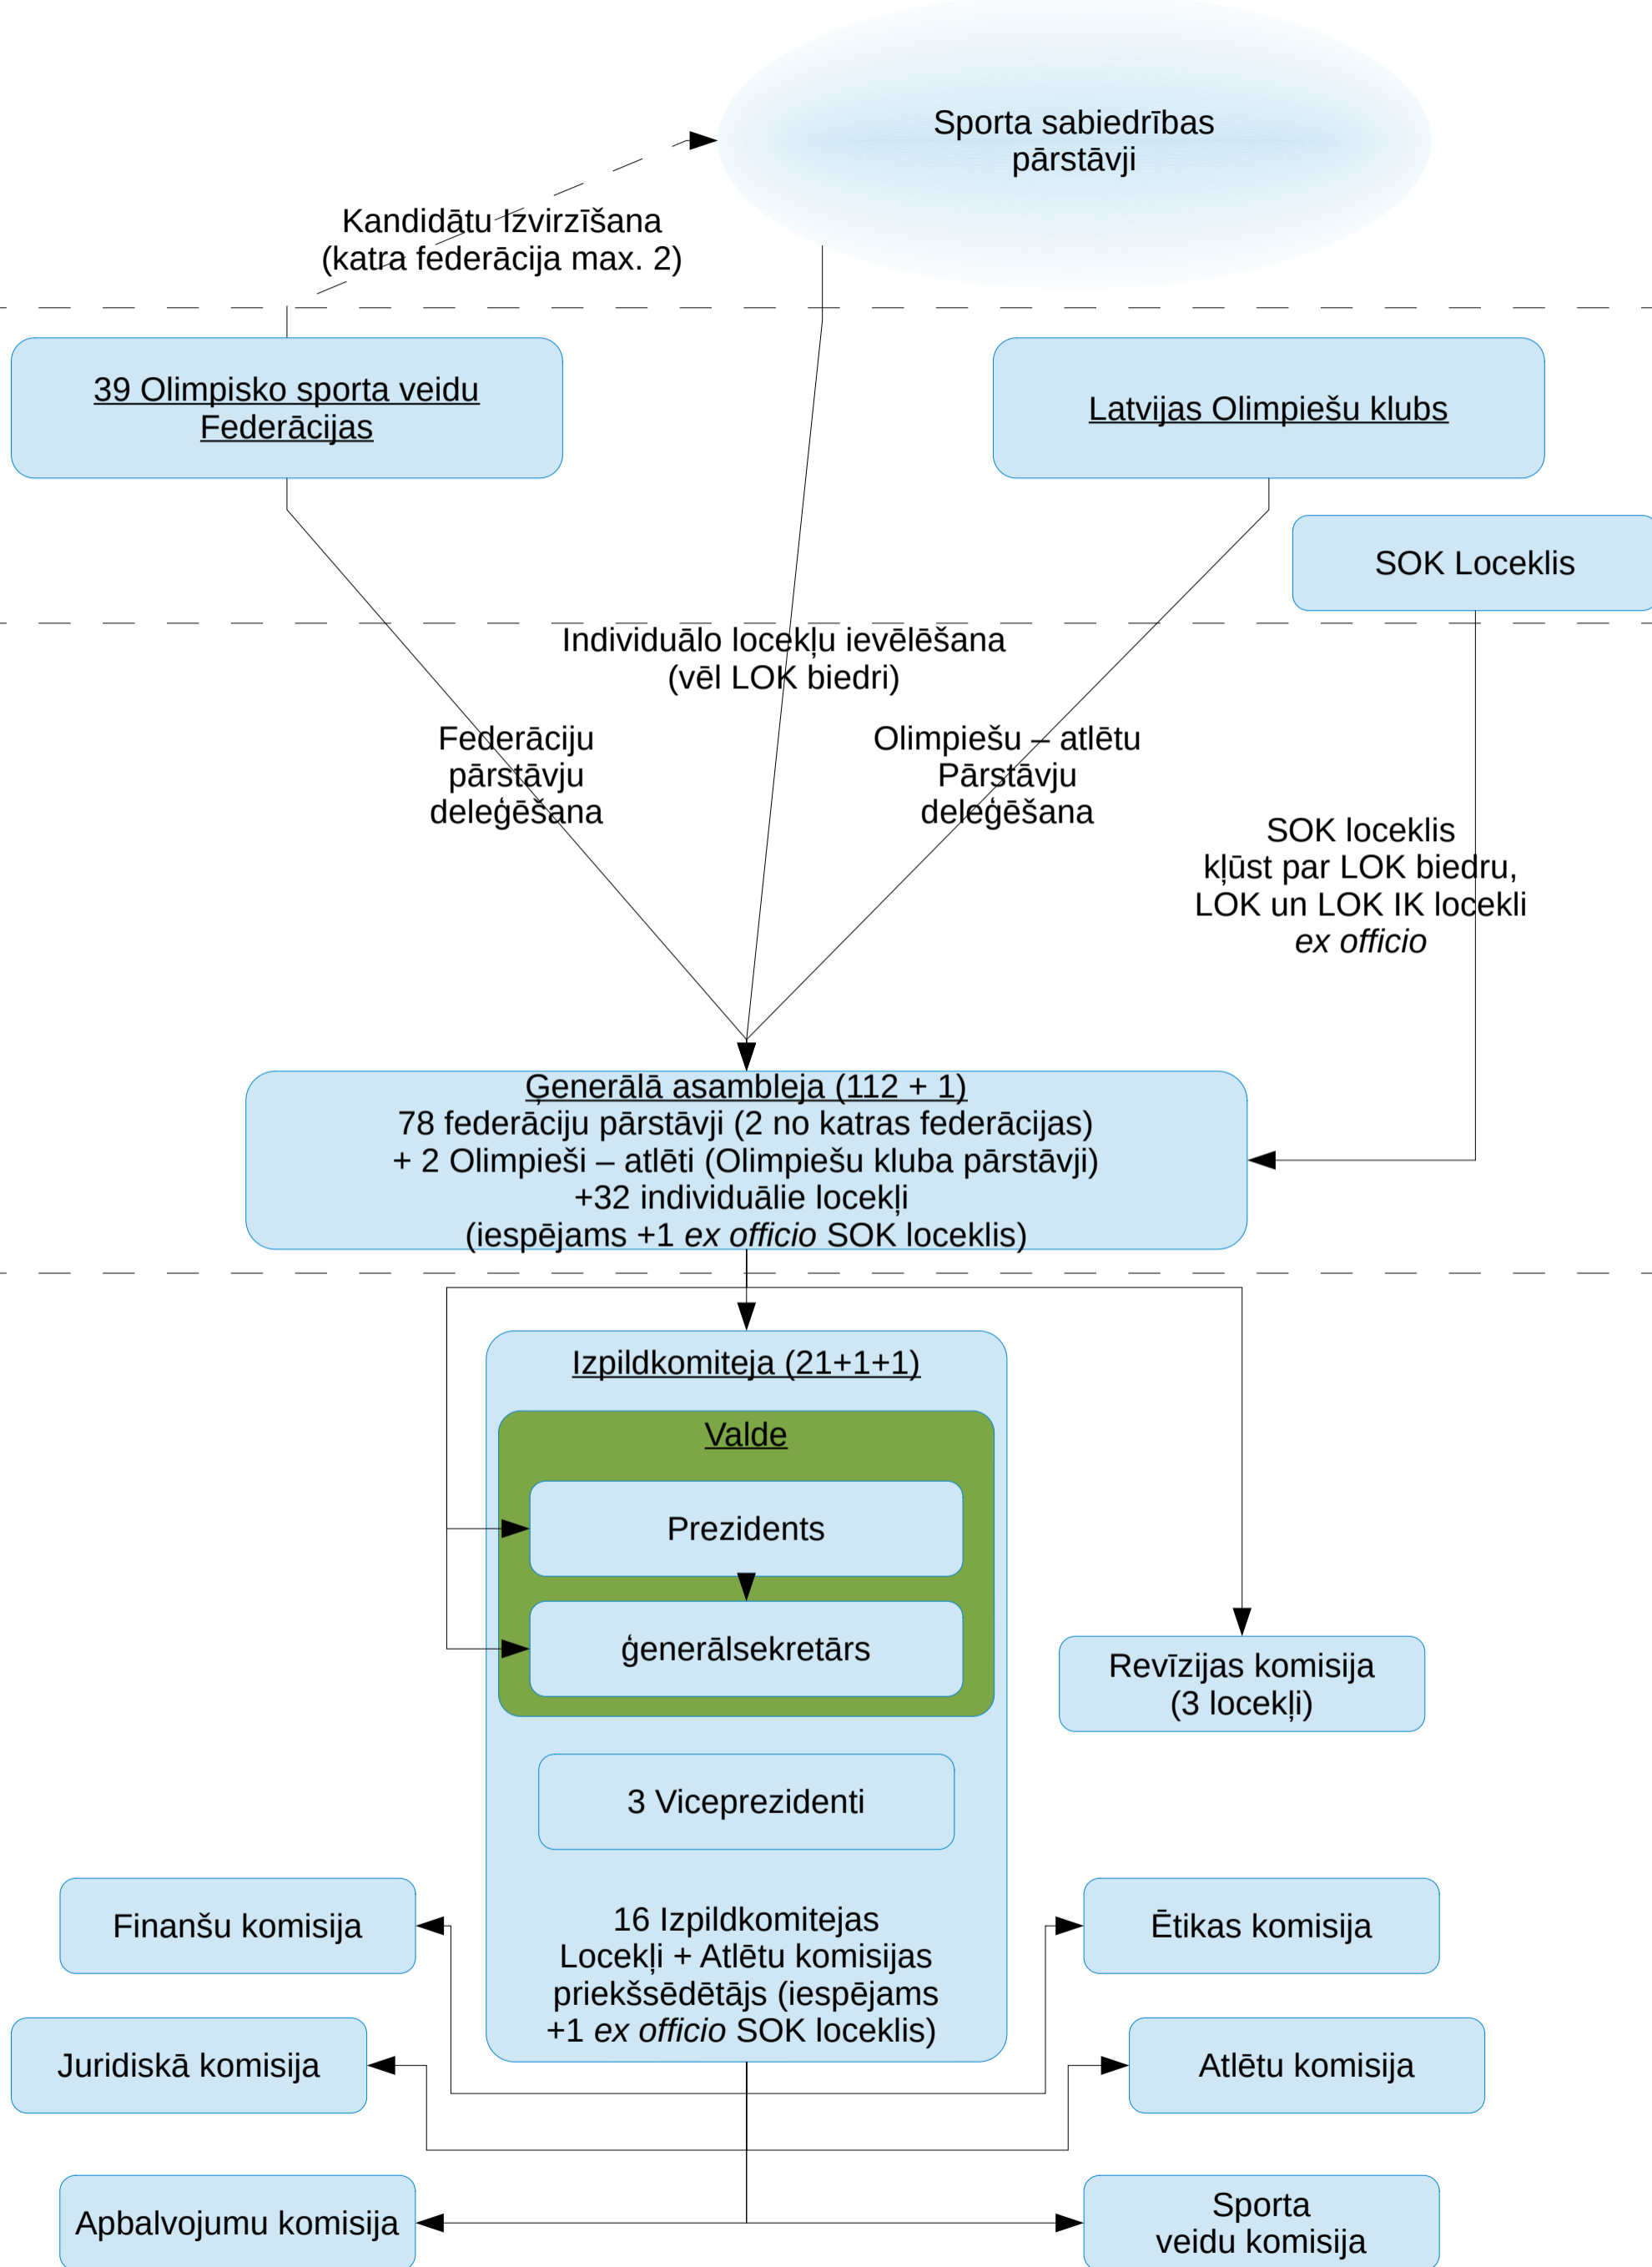 Sporta sabiedrības
pārstāvji
Kandidātu Izvirzīšana
(katra federācija max. 2)
39 Olimpisko sporta veidu
Federācijas
Latvijas Olimpiešu klubs
SOK Loceklis
Individuālo locekļu ievēlēšana
(vēl LOK biedri)
Federāciju
pārstāvju
deleģēšana
Olimpiešu – atlētu
Pārstāvju
deleģēšana
SOK loceklis
kļūst par LOK biedru,
LOK un LOK IK locekli
ex officio
Ģenerālā asambleja (112 + 1)
78 federāciju pārstāvji (2 no katras federācijas)
+ 2 Olimpieši – atlēti (Olimpiešu kluba pārstāvji)
+32 individuālie locekļi
(iespējams +1 ex officio SOK loceklis)
Izpildkomiteja (21+1+1)
Valde
Prezidents
ģenerālsekretārs
Revīzijas komisija
(3 locekļi)
3 Viceprezidenti
16 Izpildkomitejas
Locekļi + Atlētu komisijas
priekšsēdētājs (iespējams
+1 ex officio SOK loceklis)
Finanšu komisija
Ētikas komisija
Juridiskā komisija
Atlētu komisija
Apbalvojumu komisija
Sporta
veidu komisija